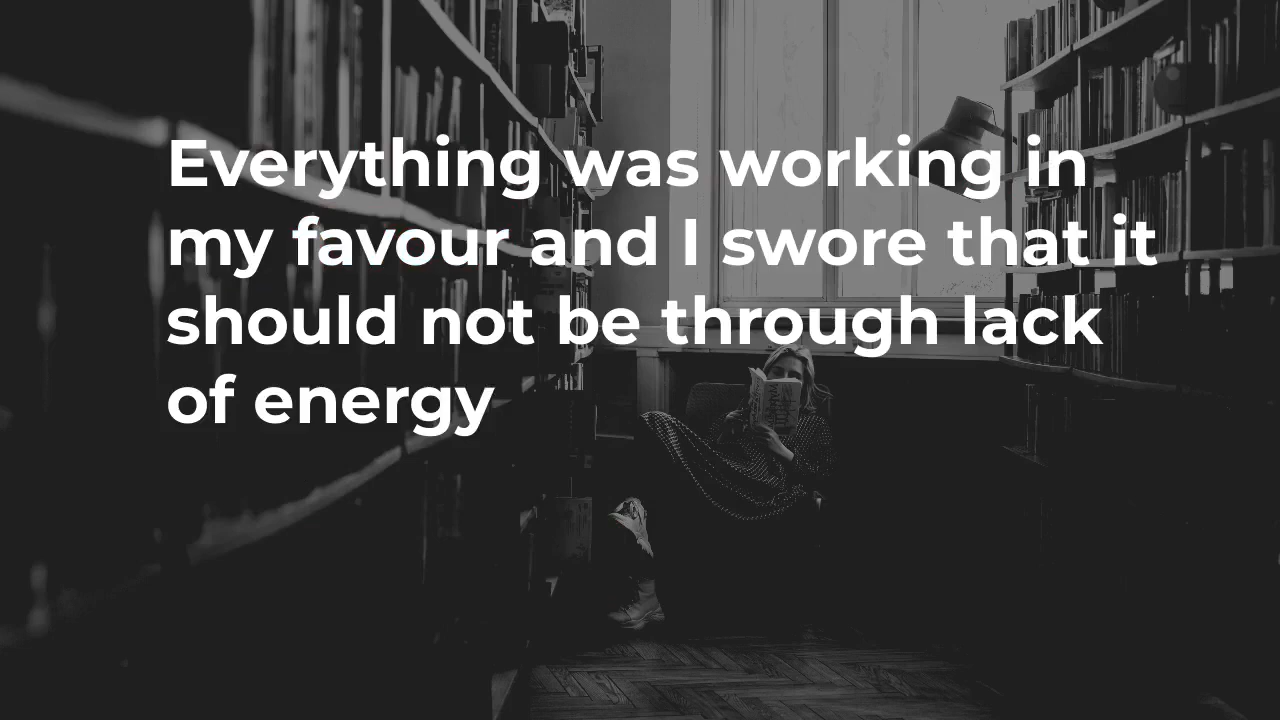 Everything was working in
my favour and I swore that it
should not be through lack
of energy